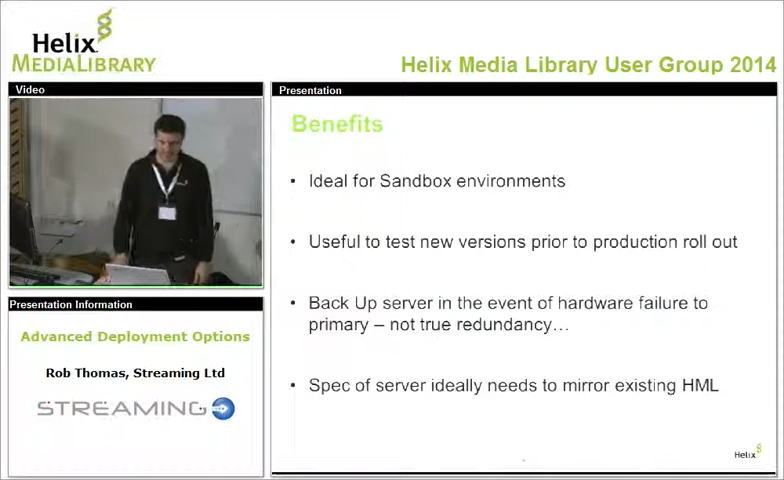 Helix
MEDIALIBRARY
Helix Media Library User Group 2014
Video
Presentation
Benefits
• Ideal for Sandbox environments
• Useful to test new versions prior to production roll out
• Back Up server in the event of hardware failure to
primary – not true redundancy…
• Spec of server ideally needs to mirror existing HML
Helix
Presentation Information
Advanced Deployment Options
Rob Thomas, Streaming Ltd
STREAMING